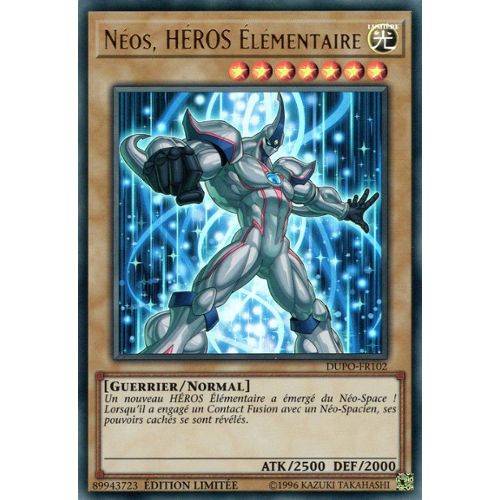 Néos, HÉROS Élémentaire
LUMIÈRE
光
DUPO-FR102
[GUERRIER/NORMAL]
Un nouveau HÉROS Élémentaire a émergé du Néo-Space !
Lorsqu'il a engagé un Contact Fusion avec un Néo-Spacien, ses
pouvoirs cachés se sont révélés.
ATK/2500 DEF/2000
89943723 ÉDITION LIMITÉE ©1996 KAZUKI TAKAHASHI